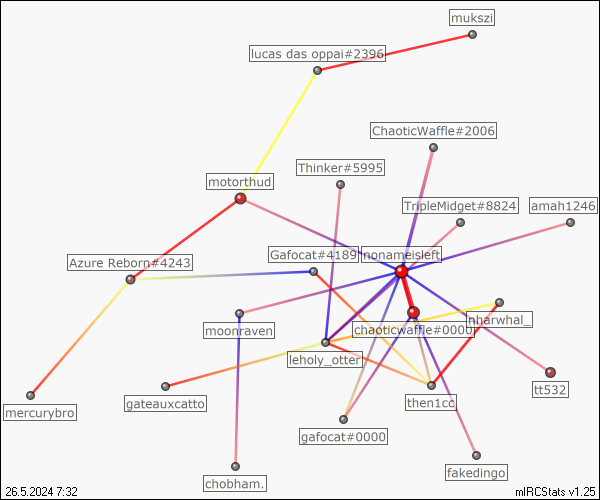 mukszi
lucas das oppai#2396
ChaoticWaffle#2006
Thinker#5995
motorthud
TripleMidget#8824
amah1246
Gafocat#4189
nonameisleft
Azure Reborn#4243
nharwhal_
moonraven
chaoticwaffle#0000
leholy_otter
tt532
gateauxcatto
then1cc
mercurybro
gafocat#0000
fakedingo
chobham.
26.5.2024 7:32
mIRCStats v1.25